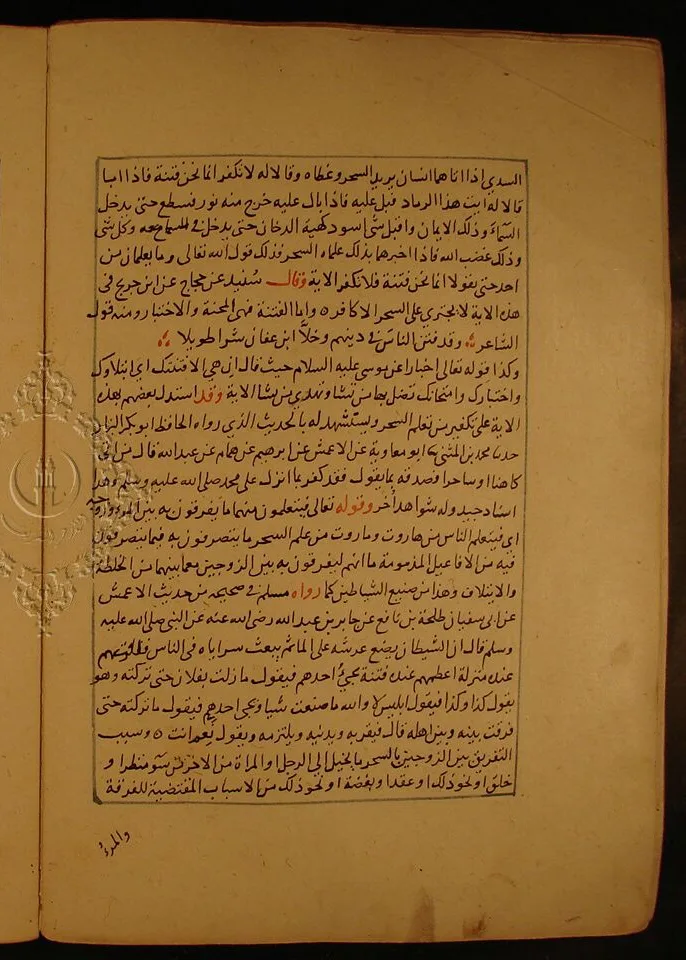 السدي اذا اتاهما انسان يريد السحر وعظاه وقالا له لا تكفر انما نحن فتنة فاذا ابا
قالا له ايت هذا الرماد فبل عليه فاذا بال عليه خرج منه نور فسطع حتى يدخل
السماء وذلك الايمان واقبل شي اسود كهية الدخان حتى يدخل في مسامعه وكل شي
وذلك غضب الله فاذا اخبرهما بذلك علماه السحر فذلك قول الله تعالى وما يعلمان من
احد حتى يقولا انما نحن فتنة فلا تكفر الاية وقال سنيد عن حجاج عن ابن جريج في
هذه الاية لا يجتري على السحر الا كافر ه واما الفتنة فهي المحنة والاختبار ومنه قول
الشاعر وقد فتن الناس في دينهم وخلا ابن عفان شرا طويلا
وكذا قوله تعالى اخبارا عن موسى عليه السلام حيث قال ان هي الا فتنتك اي ابتلاوك
واختبارك وامتحانك تضل بها من تشا وتهدي من تشا الاية وقد استدل بعضهم بهذه
الاية على تكفير من تعلم السحر ويستشهد له بالحديث الذي رواه الحافظ ابو بكر البزار
حدثنا محمد بن المثنى ابو معاوية عن الاعمش عن ابرهيم عن همام عن عبد الله قال من اتى
كاهنا او ساحرا فصدقه بما يقول فقد كفر بما انزل على محمد صلى الله عليه وسلم وهذا
اسناد جيد وله شواهد أخر وقوله تعالى فيتعلمون منهما ما يفرقون به بين المرء وزوجه
اي فيتعلم الناس من هاروت وماروت من علم السحر ما يتصرفون به فيما يتصرفون
فيه من الافاعيل المذمومة ما انهم ليفرقون به بين الزوجين مع ما بينهما من الخلطة
والايتلاف وهذا من صنيع الشياطين كما رواه مسلم في صحيحه من حديث الاعمش
عن ابي سفيان طلحة بن نافع عن جابر بن عبد الله رضي الله عنه عن النبي صلى الله عليه
وسلم قال ان الشيطان يضع عرشه على الماء ثم يبعث سراياه في الناس فاقربهم
عنده منزلة اعظمهم عنده فتنة يجيء احدهم فيقول ما زلت بفلان حتى تركته وهو
يقول كذا وكذا فيقول ابليس لا والله ما صنعت شيا ويجي احدهم فيقول ما تركته حتى
فرقت بينه وبين اهله قال فيقربه ويدنيه ويلتزمه ويقول نعم انت ه وسبب
التفريق بين الزوجين بالسحر ما يخيل الى الرجل او المراة من الاخر من سو منظر او
خلق او نحو ذلك او عقد او بغضة او نحو ذلك من الاسباب المقتضية للفرقة
والمرء